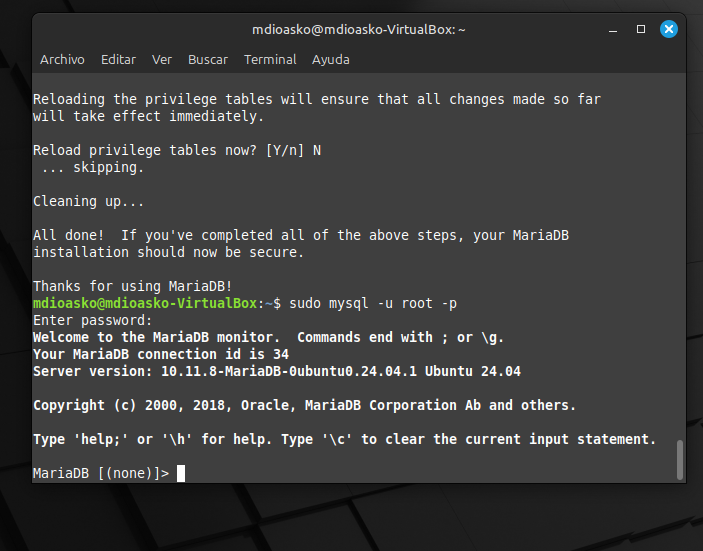 mdioasko@mdioasko-VirtualBox: ~
Archivo Editar Ver Buscar Terminal Ayuda
Reloading the privilege tables will ensure that all changes made so far
will take effect immediately.
Reload privilege tables now? [Y/n] N
... skipping.
Cleaning up...
All done!  If you've completed all of the above steps, your MariaDB
installation should now be secure.
Thanks for using MariaDB!
mdioasko@mdioasko-VirtualBox:~$ sudo mysql -u root -p
Enter password:
Welcome to the MariaDB monitor.  Commands end with ; or \g.
Your MariaDB connection id is 34
Server version: 10.11.8-MariaDB-0ubuntu0.24.04.1 Ubuntu 24.04
Copyright (c) 2000, 2018, Oracle, MariaDB Corporation Ab and others.
Type 'help;' or '\h' for help. Type '\c' to clear the current input statement.
MariaDB [(none)]>